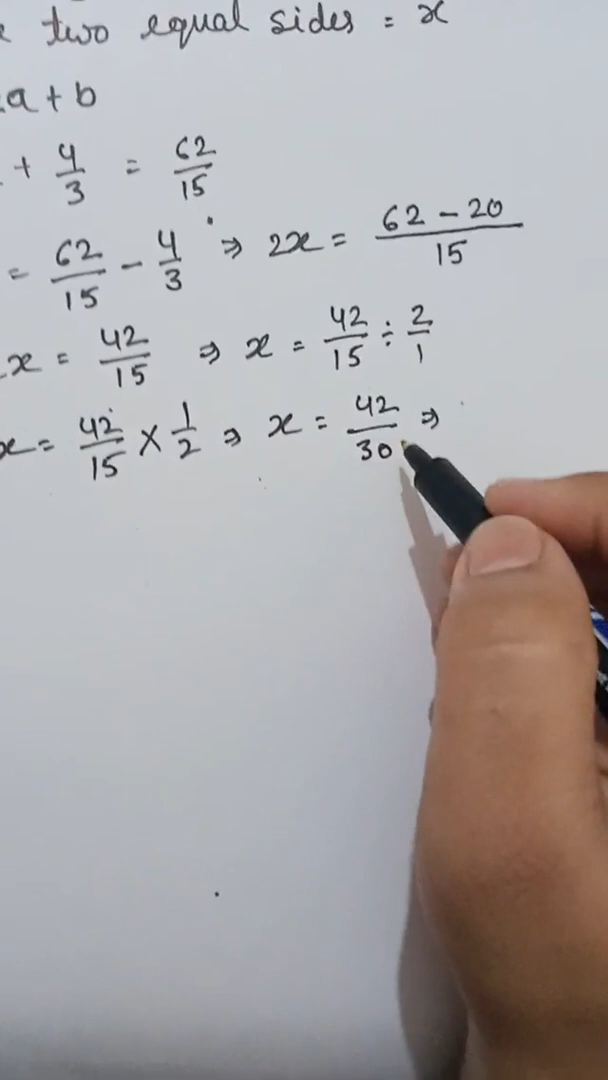 two equal sides = x
a + b
+ 4/3 = 62/15
= 62/15 - 4/3 ⇒ 2x = 62 - 20/15
x = 42/15 ⇒ x = 42/15 ÷ 2/1
x = 42/15 × 1/2 ⇒ x = 42/30 ⇒